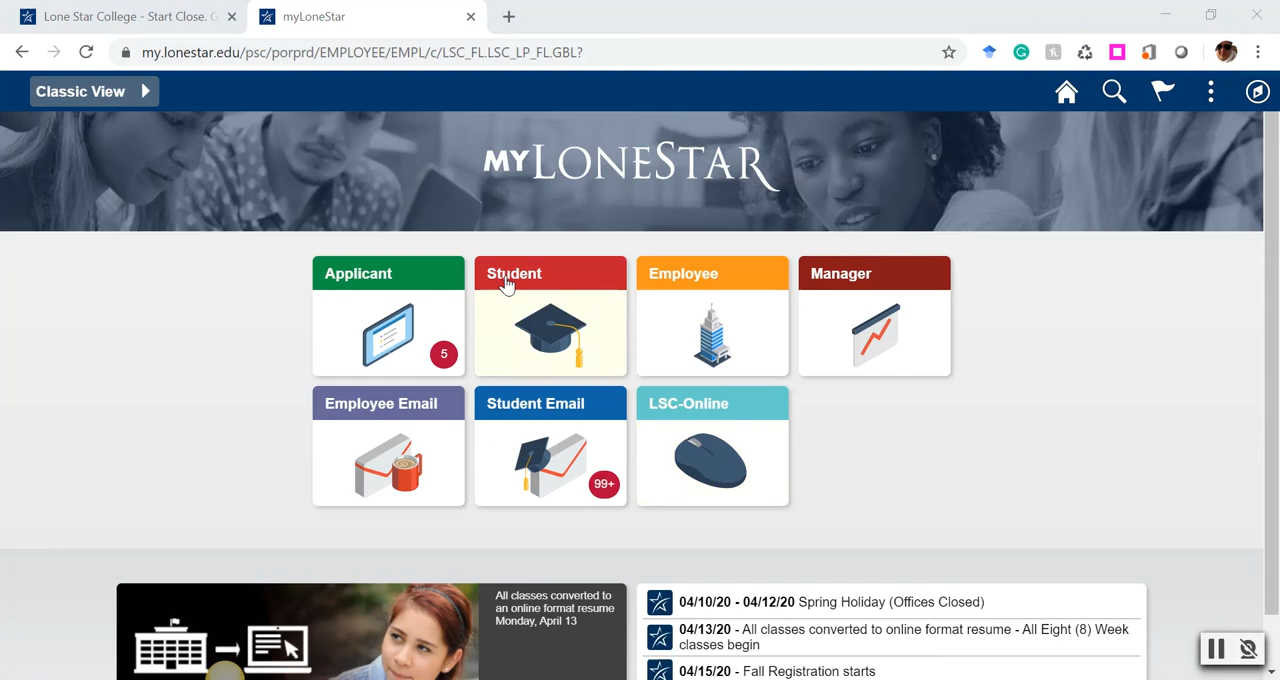 Lone Star College - Start Close. G
myLoneStar
my.lonestar.edu/psc/porprd/EMPLOYEE/EMPL/c/LSC_FL.LSC_LP_FL.GBL?
Classic View
MYLONESTAR
Applicant
Student
Employee
Manager
5
Employee Email
Student Email
LSC-Online
99+
All classes converted to
an online format resume
Monday, April 13
04/10/20 - 04/12/20 Spring Holiday (Offices Closed)
04/13/20 - All classes converted to online format resume - All Eight (8) Week
classes begin
04/15/20 - Fall Registration starts